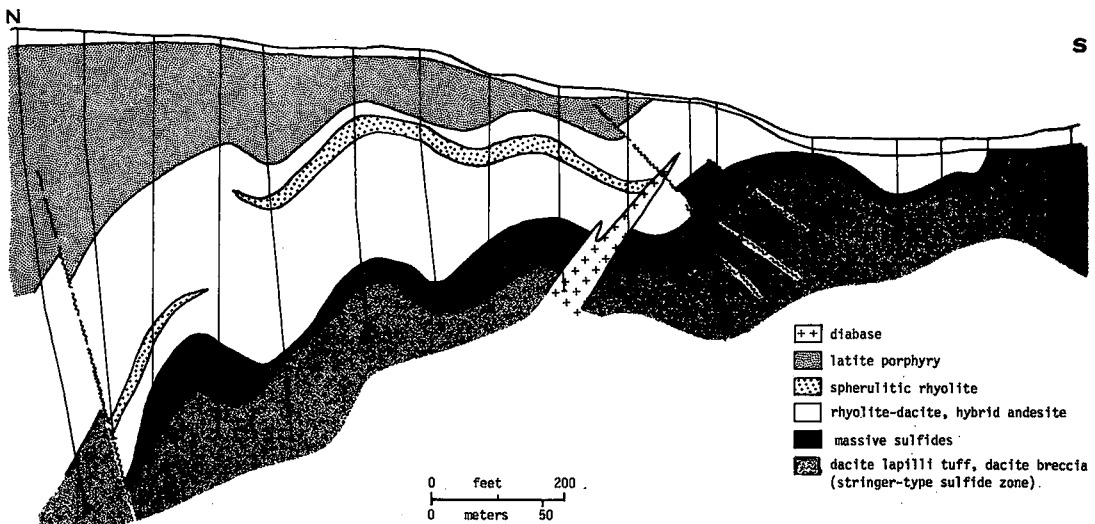 N
S
++ diabase
latite porphyry
spherulitic rhyolite
rhyolite-dacite, hybrid andesite
massive sulfides
dacite lapilli tuff, dacite breccia
(stringer-type sulfide zone)
0 feet 200
0 meters 50